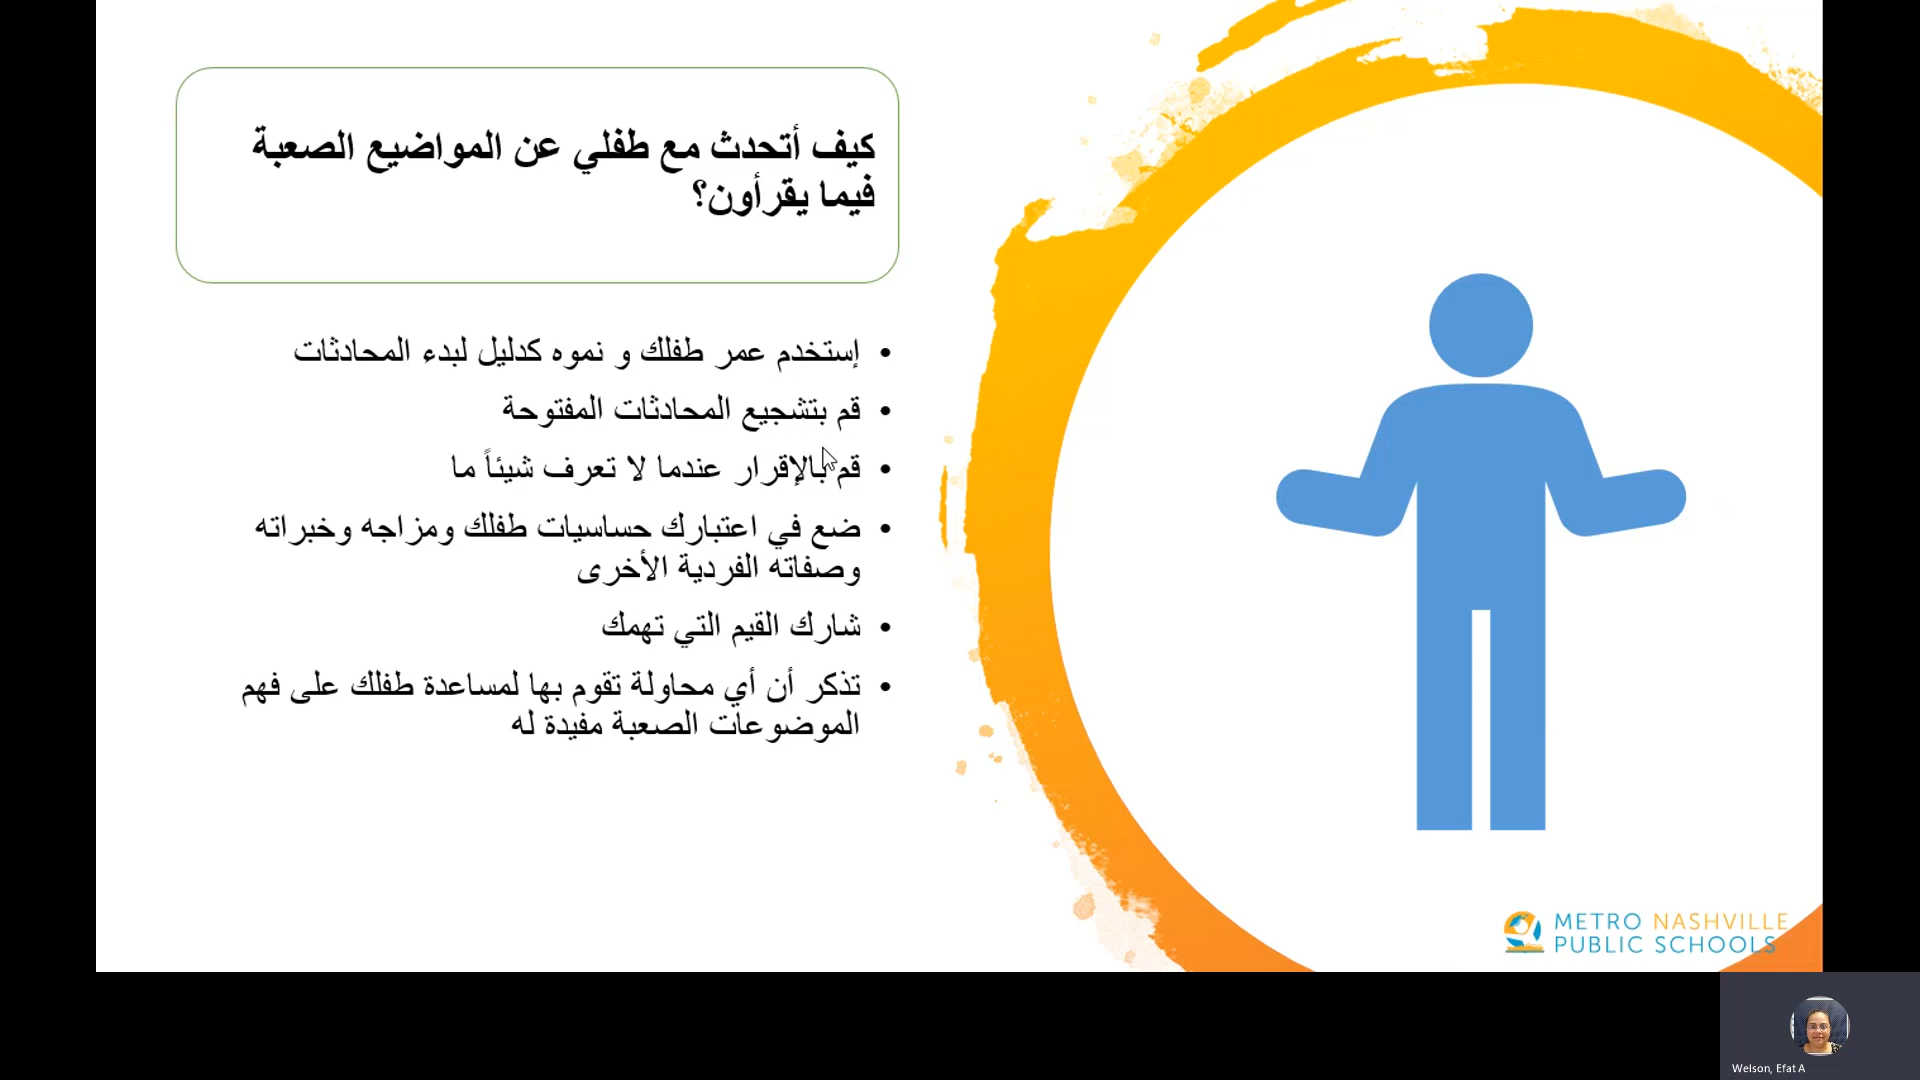 كيف أتحدث مع طفلي عن المواضيع الصعبة
فيما يقرأون؟
• إستخدم عمر طفلك و نموه كدليل لبدء المحادثات
• قم بتشجيع المحادثات المفتوحة
• قم بالإقرار عندما لا تعرف شيئاً ما
• ضع في اعتبارك حساسيات طفلك ومزاجه وخبراته
وصفاته الفردية الأخرى
• شارك القيم التي تهمك
• تذكر أن أي محاولة تقوم بها لمساعدة طفلك على فهم
الموضوعات الصعبة مفيدة له
METRO NASHVILLE
PUBLIC SCHOOLS
Welson, Efat A